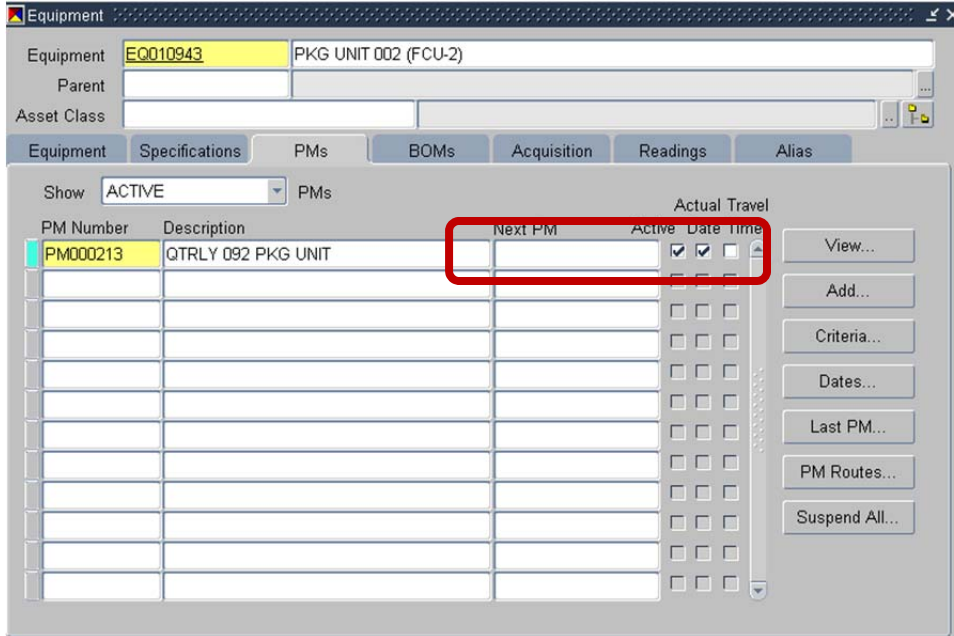 Equipment
Equipment EQ010943 PKG UNIT 002 (FCU-2)
Parent ...
Asset Class ..
Equipment Specifications PMs BOMs Acquisition Readings Alias
Show ACTIVE PMs
Actual Travel
PM Number Description Next PM Active Date Time
PM000213 QTRLY 092 PKG UNIT
View...
Add...
Criteria...
Dates...
Last PM...
PM Routes...
Suspend All...